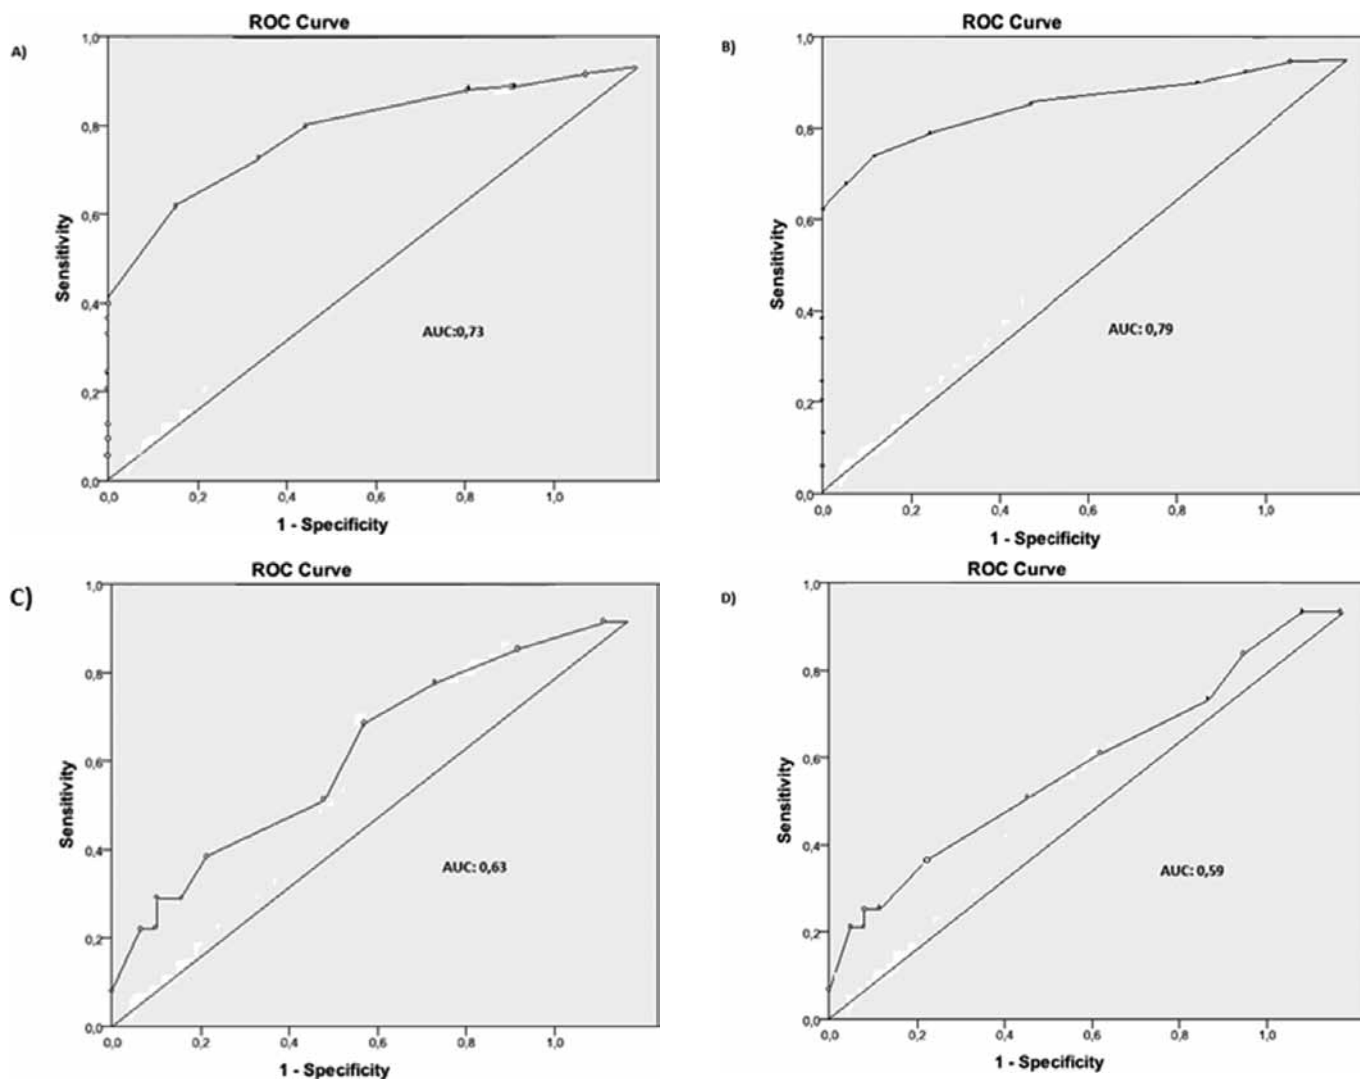 ROC Curve
A)
1,0
0,8
0,6
0,4
0,2
0,0
Sensitivity
AUC:0,73
0,0 0,2 0,4 0,6 0,8 1,0
1 - Specificity
ROC Curve
B)
1,0
0,8
0,6
0,4
0,2
0,0
Sensitivity
AUC: 0,79
0,0 0,2 0,4 0,6 0,8 1,0
1 - Specificity
ROC Curve
C)
1,0
0,8
0,6
0,4
0,2
0,0
Sensitivity
AUC: 0,63
0,0 0,2 0,4 0,6 0,8 1,0
1 - Specificity
ROC Curve
D)
1,0
0,8
0,6
0,4
0,2
0,0
Sensitivity
AUC: 0,59
0,0 0,2 0,4 0,6 0,8 1,0
1 - Specificity